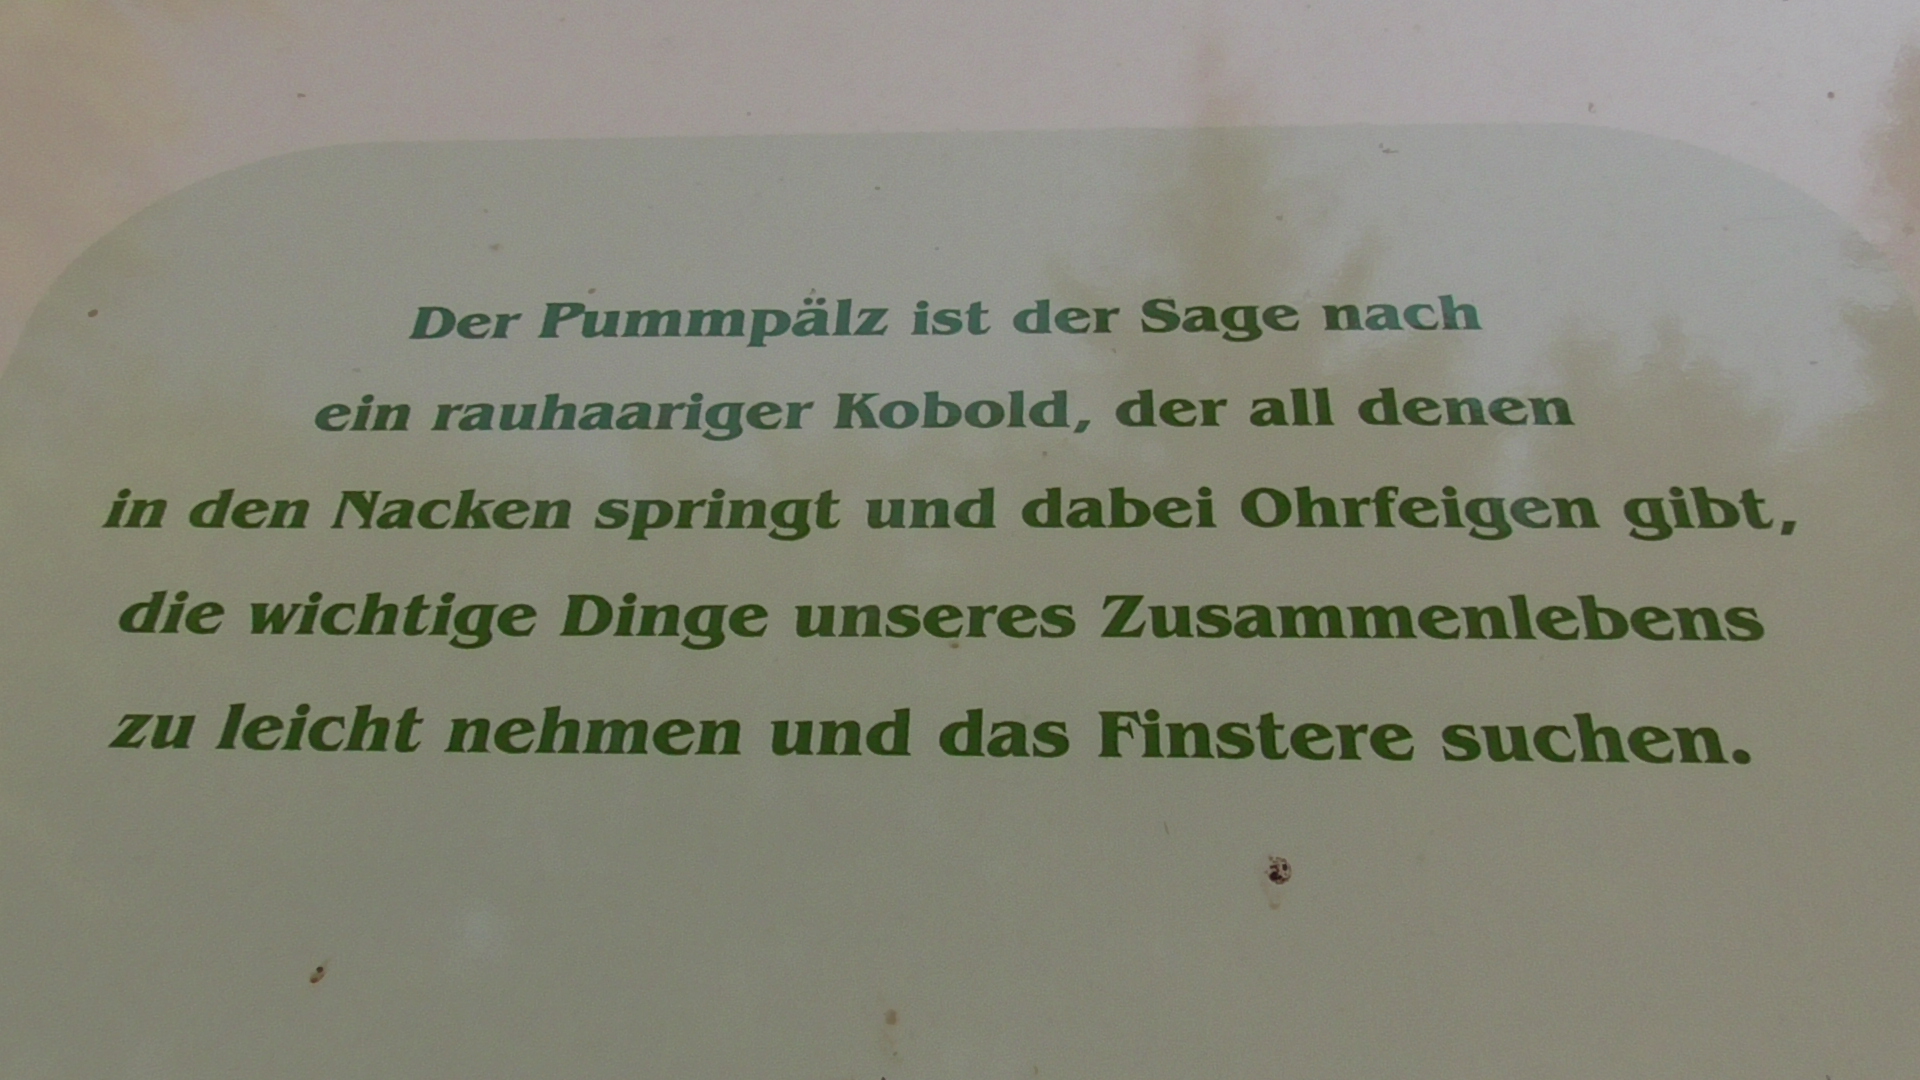 Der Pummpälz ist der Sage nach
ein rauhaariger Kobold, der all denen
in den Nacken springt und dabei Ohrfeigen gibt,
die wichtige Dinge unseres Zusammenlebens
zu leicht nehmen und das Finstere suchen.